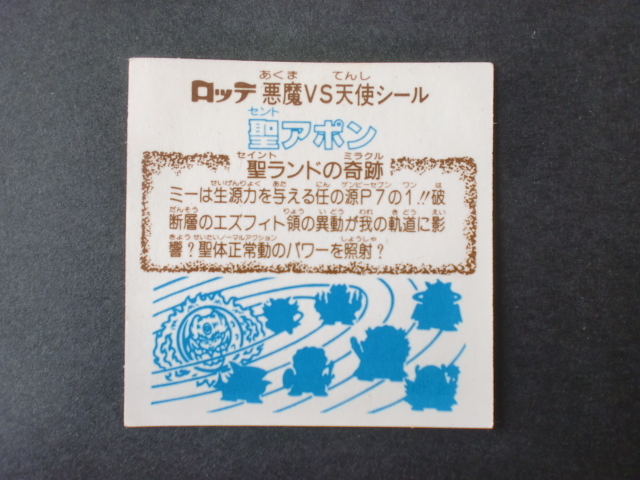 あくま てんし
ロッテ 悪魔VS天使シール
セント
聖アポン
セイント ミラクル
聖ランドの奇跡
せいげんりょく あた にん ゲンピーセブン ワン は
ミーは生源力を与える任の源P7の1!!破
だんそう りょう いどう われ きどう えい
断層のエズフィト領の異動が我の軌道に影
きょう せいたいノーマルアクション しょうしゃ
響?聖体正常動のパワーを照射?